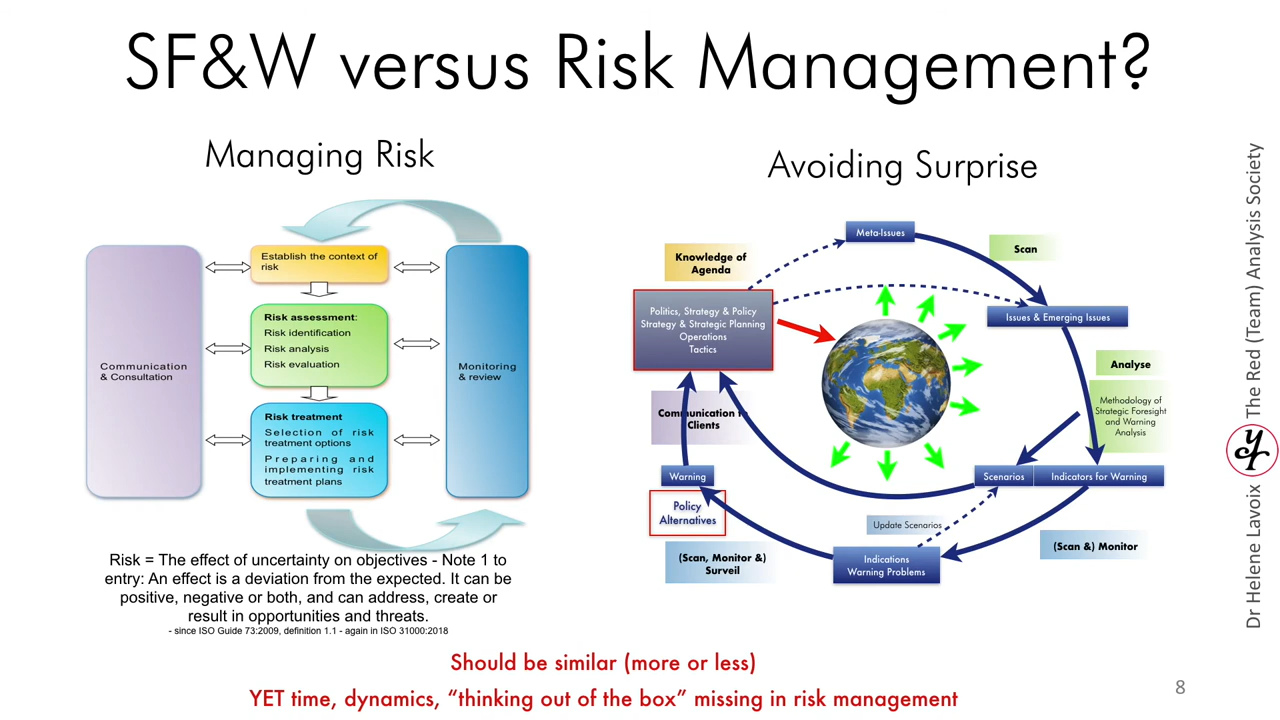 SF&W versus Risk Management?
Managing Risk
Communication
& Consultation
Establish the context of
risk
Risk assessment:
Risk identification
Risk analysis
Risk evaluation
Risk treatment
Selection of risk
treatment options
Preparing and
implementing risk
treatment plans
Monitoring
& review
Risk = The effect of uncertainty on objectives - Note 1 to
entry: An effect is a deviation from the expected. It can be
positive, negative or both, and can address, create or
result in opportunities and threats.
- since ISO Guide 73:2009, definition 1.1 - again in ISO 31000:2018
Avoiding Surprise
Meta-Issues
Scan
Knowledge of
Agenda
Politics, Strategy & Policy
Strategy & Strategic Planning
Operations
Tactics
Issues & Emerging Issues
Analyse
Methodology of
Strategic Foresight
and Warning
Analysis
Communication to
Clients
Warning
Scenarios
Indicators for Warning
Policy
Alternatives
Update Scenarios
(Scan &) Monitor
(Scan, Monitor &)
Surveil
Indications
Warning Problems
Should be similar (more or less)
YET time, dynamics, “thinking out of the box” missing in risk management
Dr Helene Lavoix
The Red (Team) Analysis Society
8